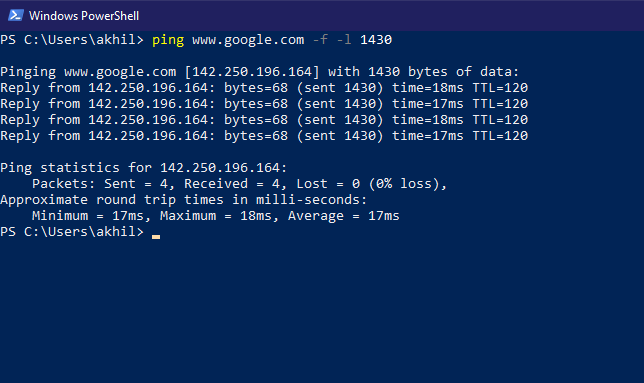 Windows PowerShell
PS C:\Users\akhil> ping www.google.com -f -l 1430
Pinging www.google.com [142.250.196.164] with 1430 bytes of data:
Reply from 142.250.196.164: bytes=68 (sent 1430) time=18ms TTL=120
Reply from 142.250.196.164: bytes=68 (sent 1430) time=17ms TTL=120
Reply from 142.250.196.164: bytes=68 (sent 1430) time=18ms TTL=120
Reply from 142.250.196.164: bytes=68 (sent 1430) time=17ms TTL=120
Ping statistics for 142.250.196.164:
    Packets: Sent = 4, Received = 4, Lost = 0 (0% loss),
Approximate round trip times in milli-seconds:
    Minimum = 17ms, Maximum = 18ms, Average = 17ms
PS C:\Users\akhil>